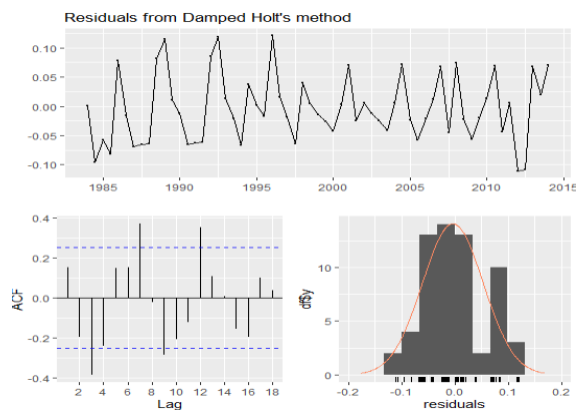 Residuals from Damped Holt's method
0.10
0.05
0.00
-0.05
-0.10
1985 1990 1995 2000 2005 2010 2015
ACF
0.4
0.2
0.0
-0.2
-0.4
2 4 6 8 10 12 14 16 18
Lag
df$y
10
5
0
-0.2 -0.1 0.0 0.1 0.2
residuals